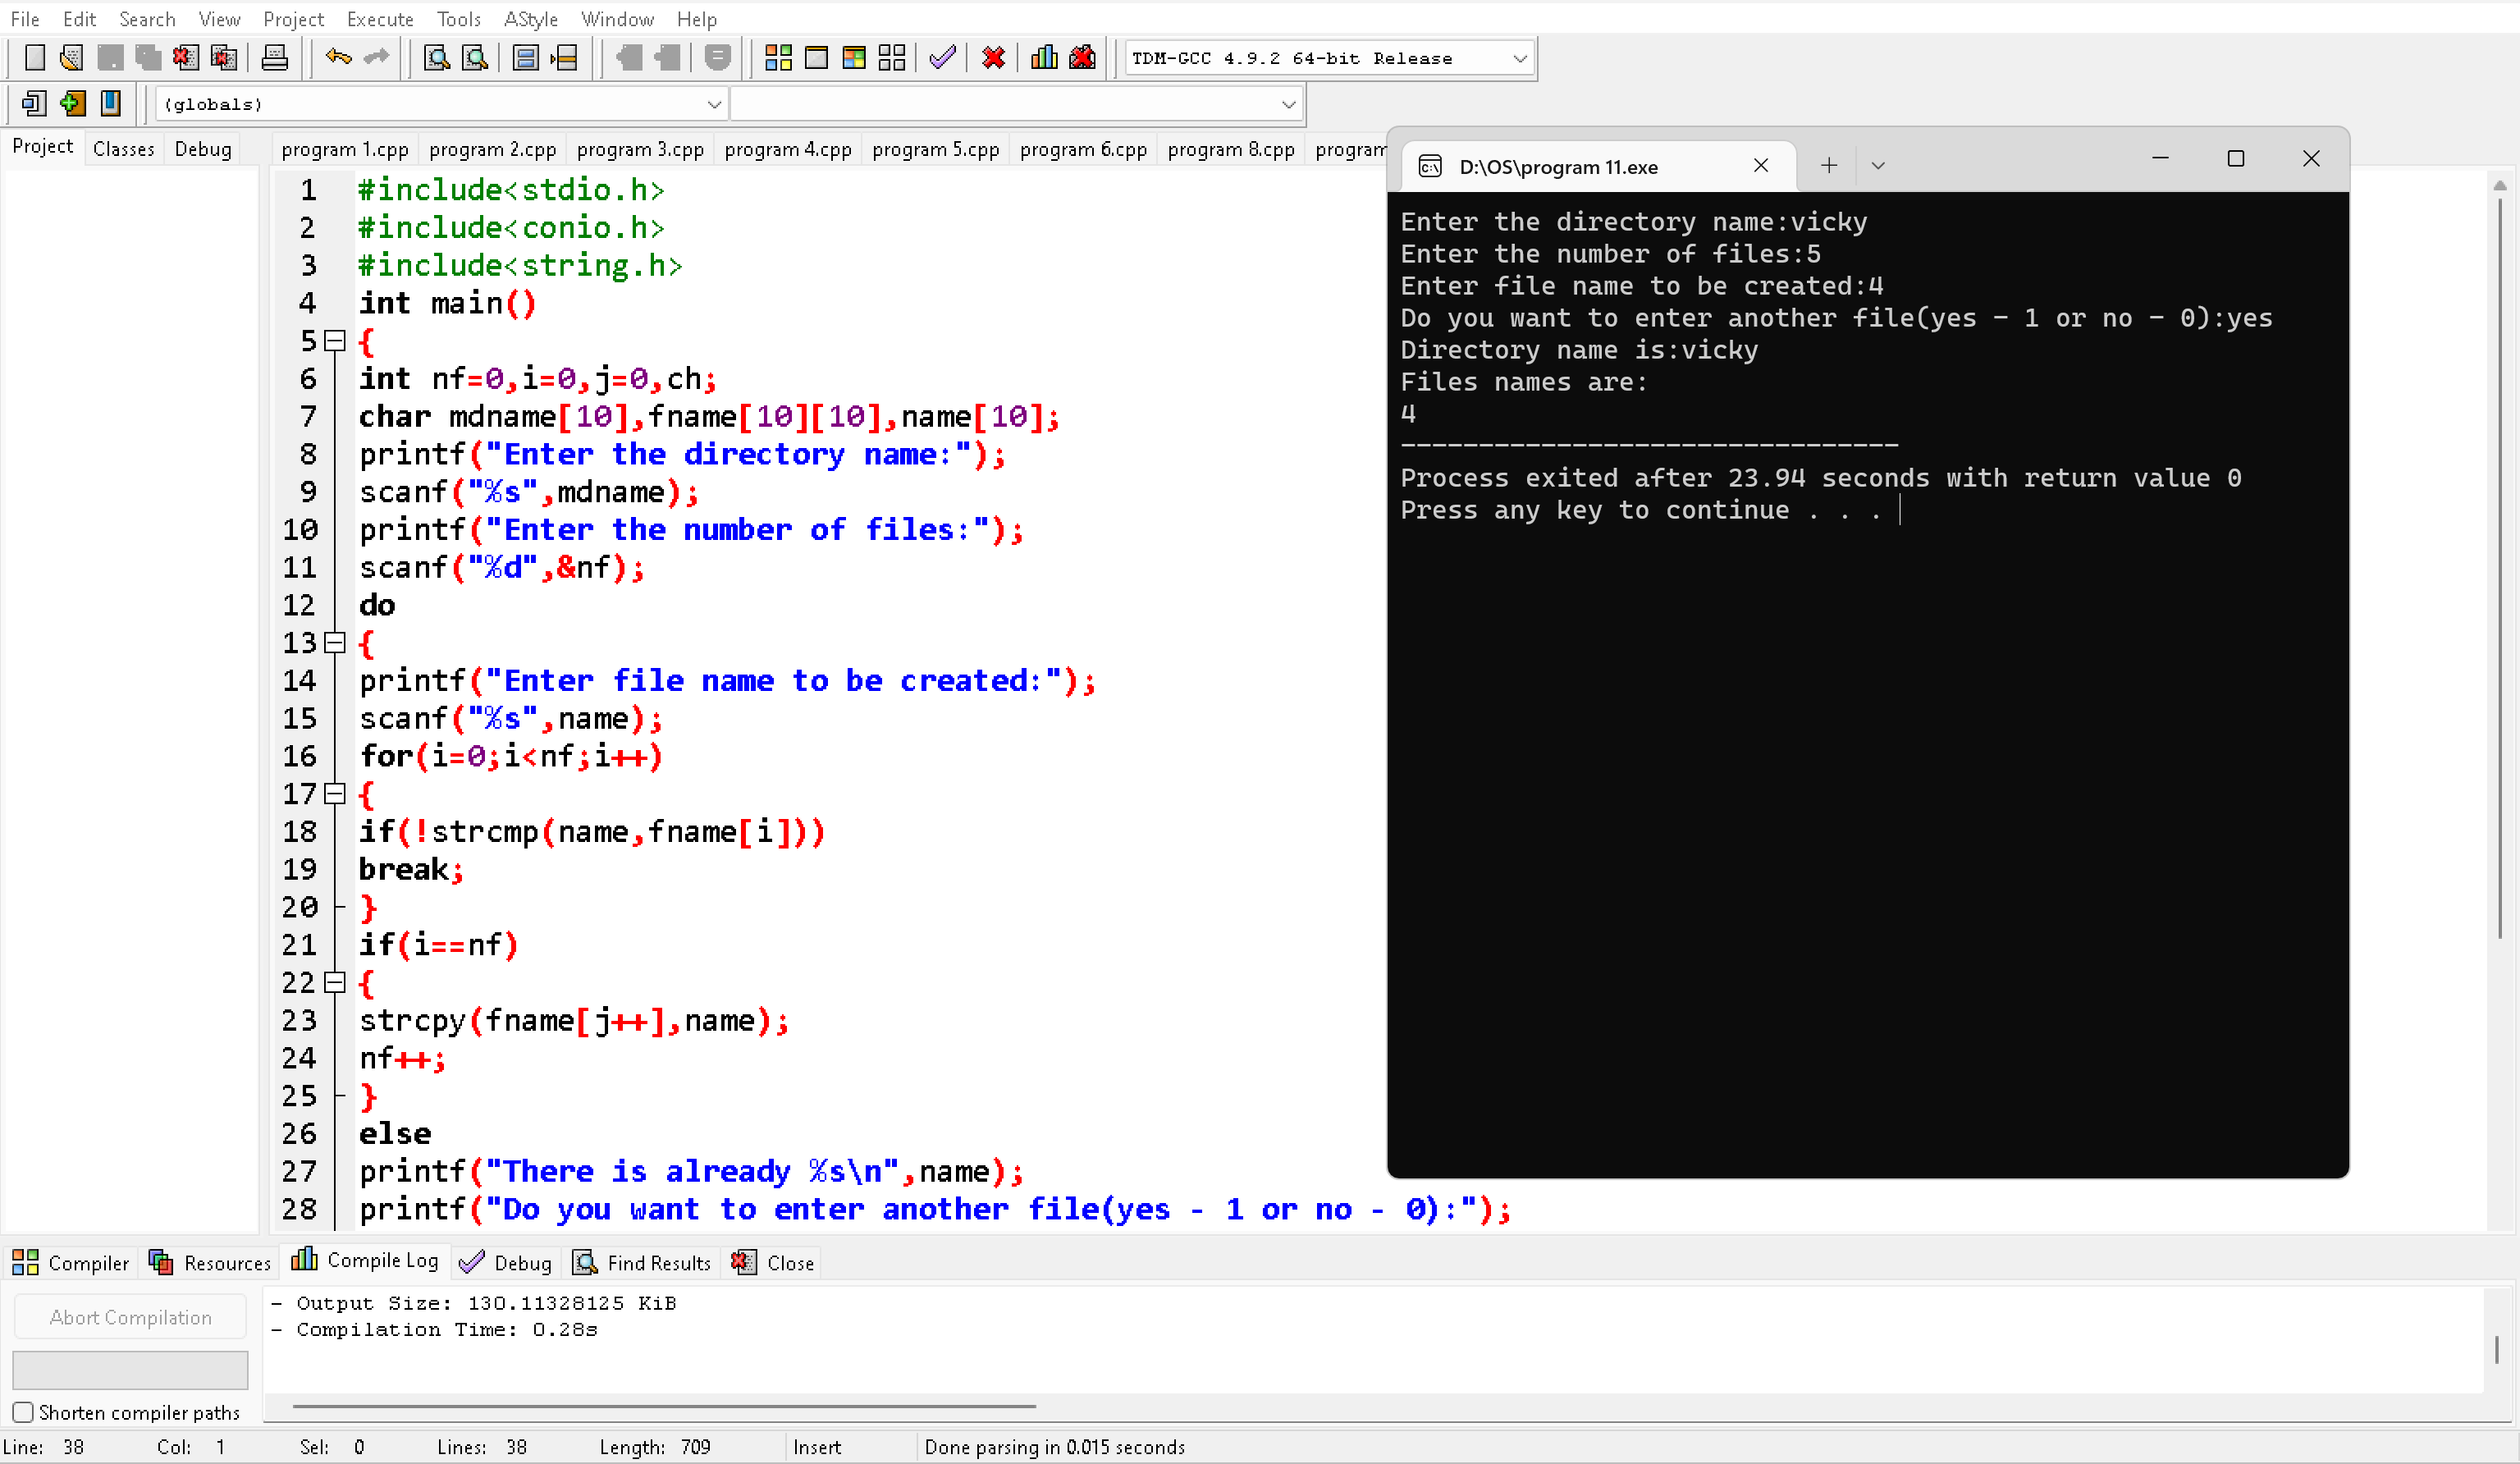 File Edit Search View Project Execute Tools AStyle Window Help
TDM-GCC 4.9.2 64-bit Release
(globals)
Project Classes Debug
program 1.cpp program 2.cpp program 3.cpp program 4.cpp program 5.cpp program 6.cpp program 8.cpp program
1 #include<stdio.h>
2 #include<conio.h>
3 #include<string.h>
4 int main()
5 {
6 int nf=0,i=0,j=0,ch;
7 char mdname[10],fname[10][10],name[10];
8 printf("Enter the directory name:");
9 scanf("%s",mdname);
10 printf("Enter the number of files:");
11 scanf("%d",&nf);
12 do
13 {
14 printf("Enter file name to be created:");
15 scanf("%s",name);
16 for(i=0;i<nf;i++)
17 {
18 if(!strcmp(name,fname[i]))
19 break;
20 }
21 if(i==nf)
22 {
23 strcpy(fname[j++],name);
24 nf++;
25 }
26 else
27 printf("There is already %s\n",name);
28 printf("Do you want to enter another file(yes - 1 or no - 0):");
D:\OS\program 11.exe
Enter the directory name:vicky
Enter the number of files:5
Enter file name to be created:4
Do you want to enter another file(yes - 1 or no - 0):yes
Directory name is:vicky
Files names are:
4
--------------------------------
Process exited after 23.94 seconds with return value 0
Press any key to continue . . .
Compiler Resources Compile Log Debug Find Results Close
Abort Compilation
Shorten compiler paths
- Output Size: 130.11328125 KiB
- Compilation Time: 0.28s
Line: 38 Col: 1 Sel: 0 Lines: 38 Length: 709 Insert Done parsing in 0.015 seconds